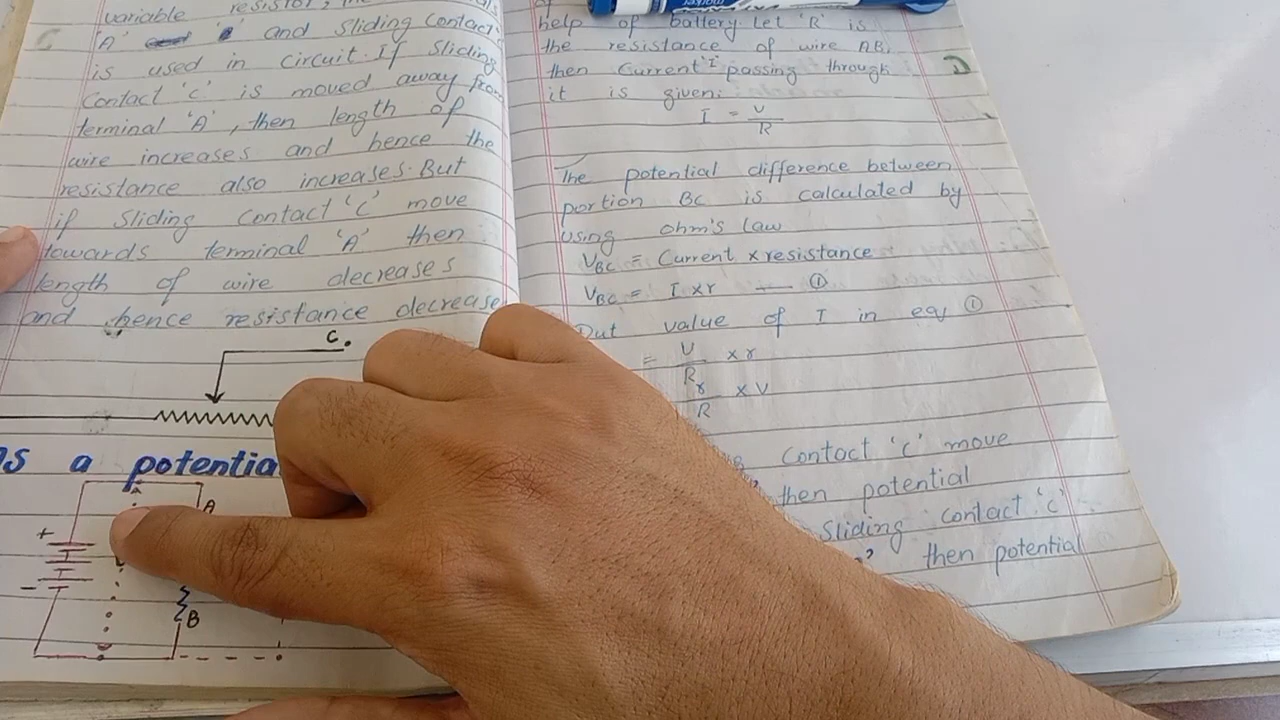 variable resistor, the
'A' and Sliding Contact
is used in circuit. If Sliding
Contact 'C' is moved away from
terminal 'A', then length of
wire increases and hence the
resistance also increases. But
if Sliding Contact 'C' move
towards terminal 'A' then
length of wire decreases
and hence resistance decrease
C.
as a potentia
A
+
-
B
marker
help of battery Let 'R' is
the resistance of wire AB,
then Current 'I' passing through
it is given:
I = V/R
The potential difference between
portion BC is calculated by
using ohm's law
VBC = Current × resistance
VBC = I × r — ①
Put value of I in eq ①
= V/R × r
r/R × V
Contact 'C' move
then potential
Sliding contact 'C'
then potential